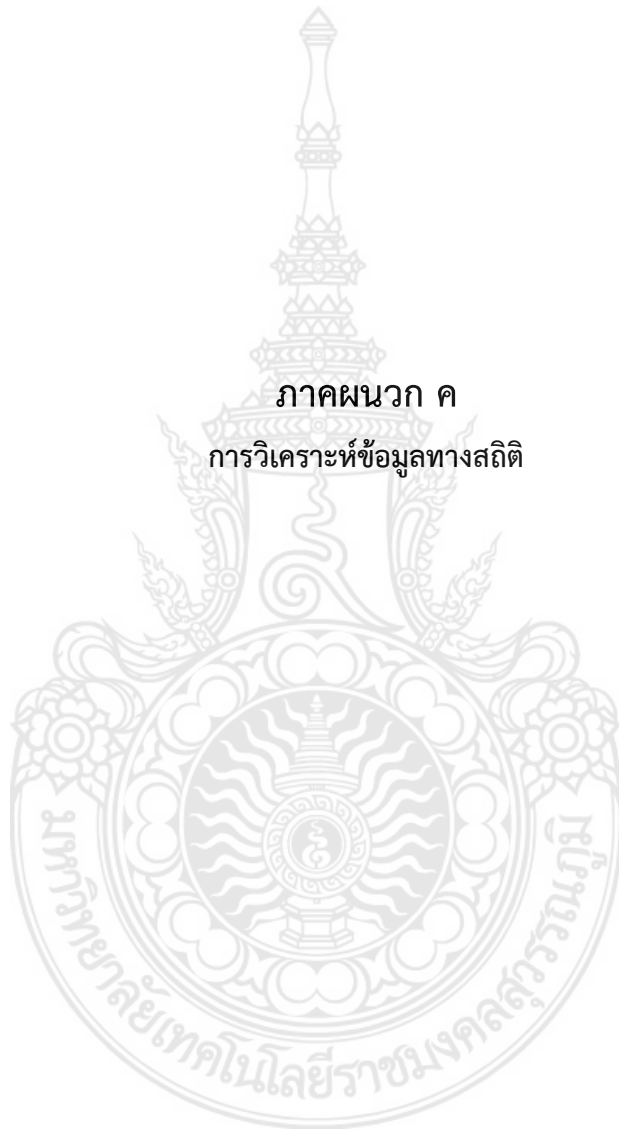 ภาคผนวก ค
การวิเคราะห์ข้อมูลทางสถิติ
มหาวิทยาลัยเทคโนโลยีราชมงคลสุวรรณภูมิ